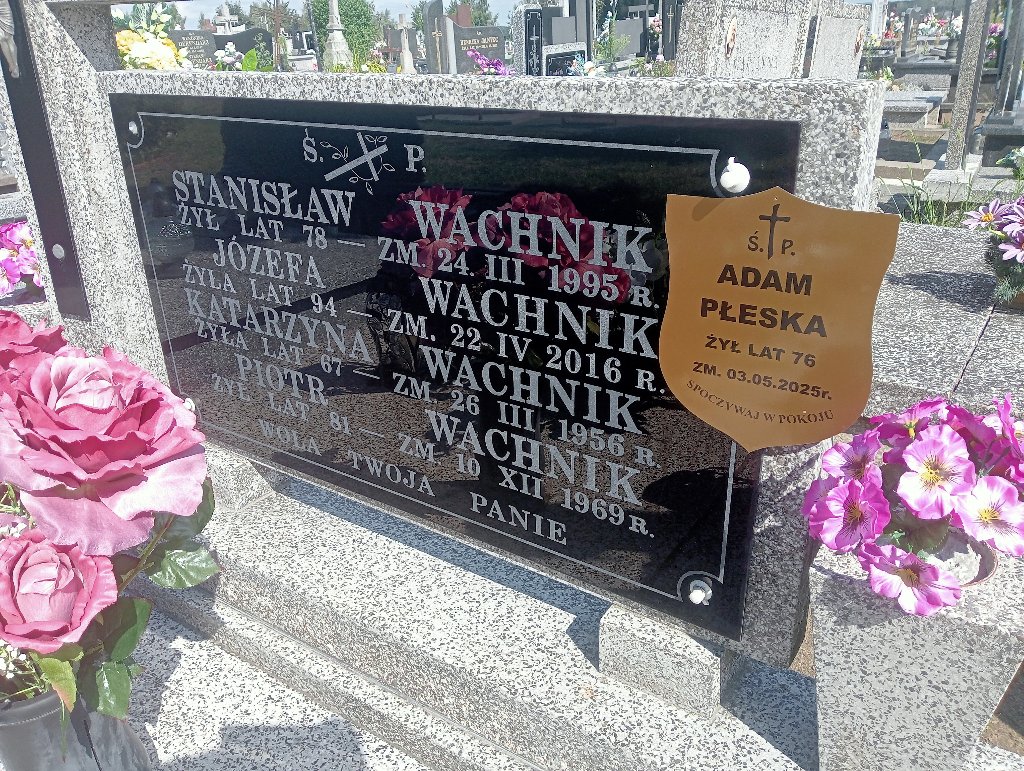 Ś. P.
STANISŁAW WACHNIK
ŻYŁ LAT 78 — ZM. 24. III 1995 R.
JÓZEFA WACHNIK
ŻYŁA LAT 94 — ZM. 22 IV 2016 R.
KATARZYNA WACHNIK
ŻYŁA LAT 67 — ZM. 26 III 1956 R.
PIOTR WACHNIK
ŻYŁ LAT 81 ZM. 10 XII 1969 R.
WOLA TWOJA PANIE
Ś. P.
ADAM
PŁESKA
ŻYŁ LAT 76
ZM. 03.05.2025r.
SPOCZYWAJ W POKOJU